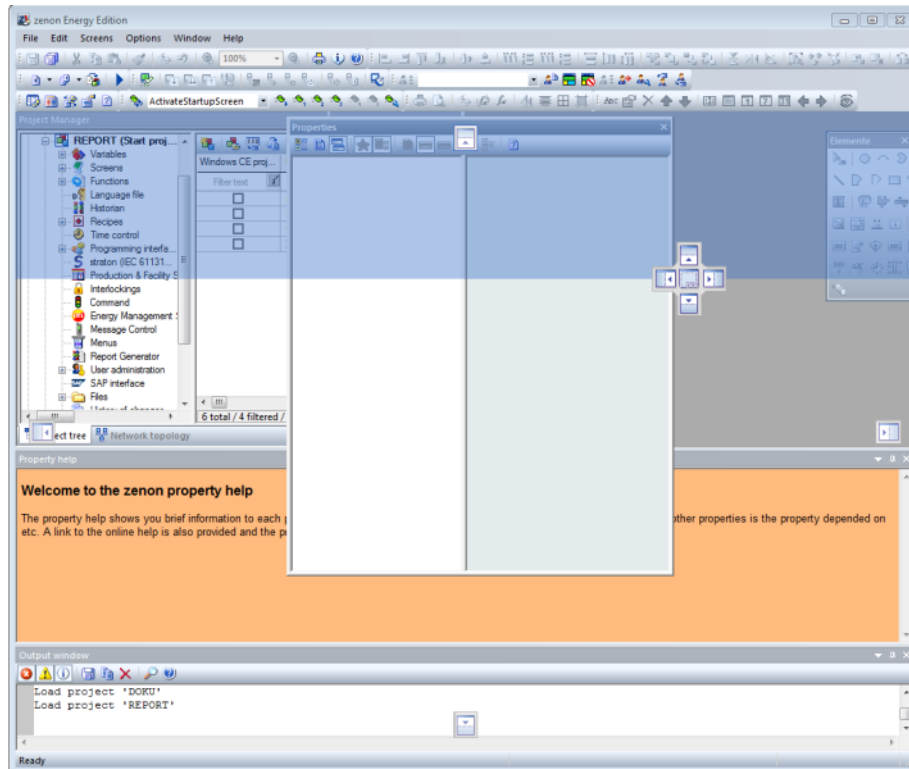 zenon Energy Edition
File Edit Screens Options Window Help
100%
ActivateStartupScreen
Abc
Project Manager
REPORT (Start proj...
Variables
Screens
Functions
Language file
Historian
Recipes
Time control
Programming interfa...
straton (IEC 61131...
Production & Facility S
Interlockings
Command
Energy Management S
Message Control
Menus
Report Generator
User administration
SAP interface
Files
Windows CE proj...
Filter text
6 total / 4 filtered /
ect tree
Network topology
Properties
Elemente
Property help
Welcome to the zenon property help
The property help shows you brief information to each p
other properties is the property depended on
etc. A link to the online help is also provided and the p
Output window
Load project 'DOKU'
Load project 'REPORT'
Ready